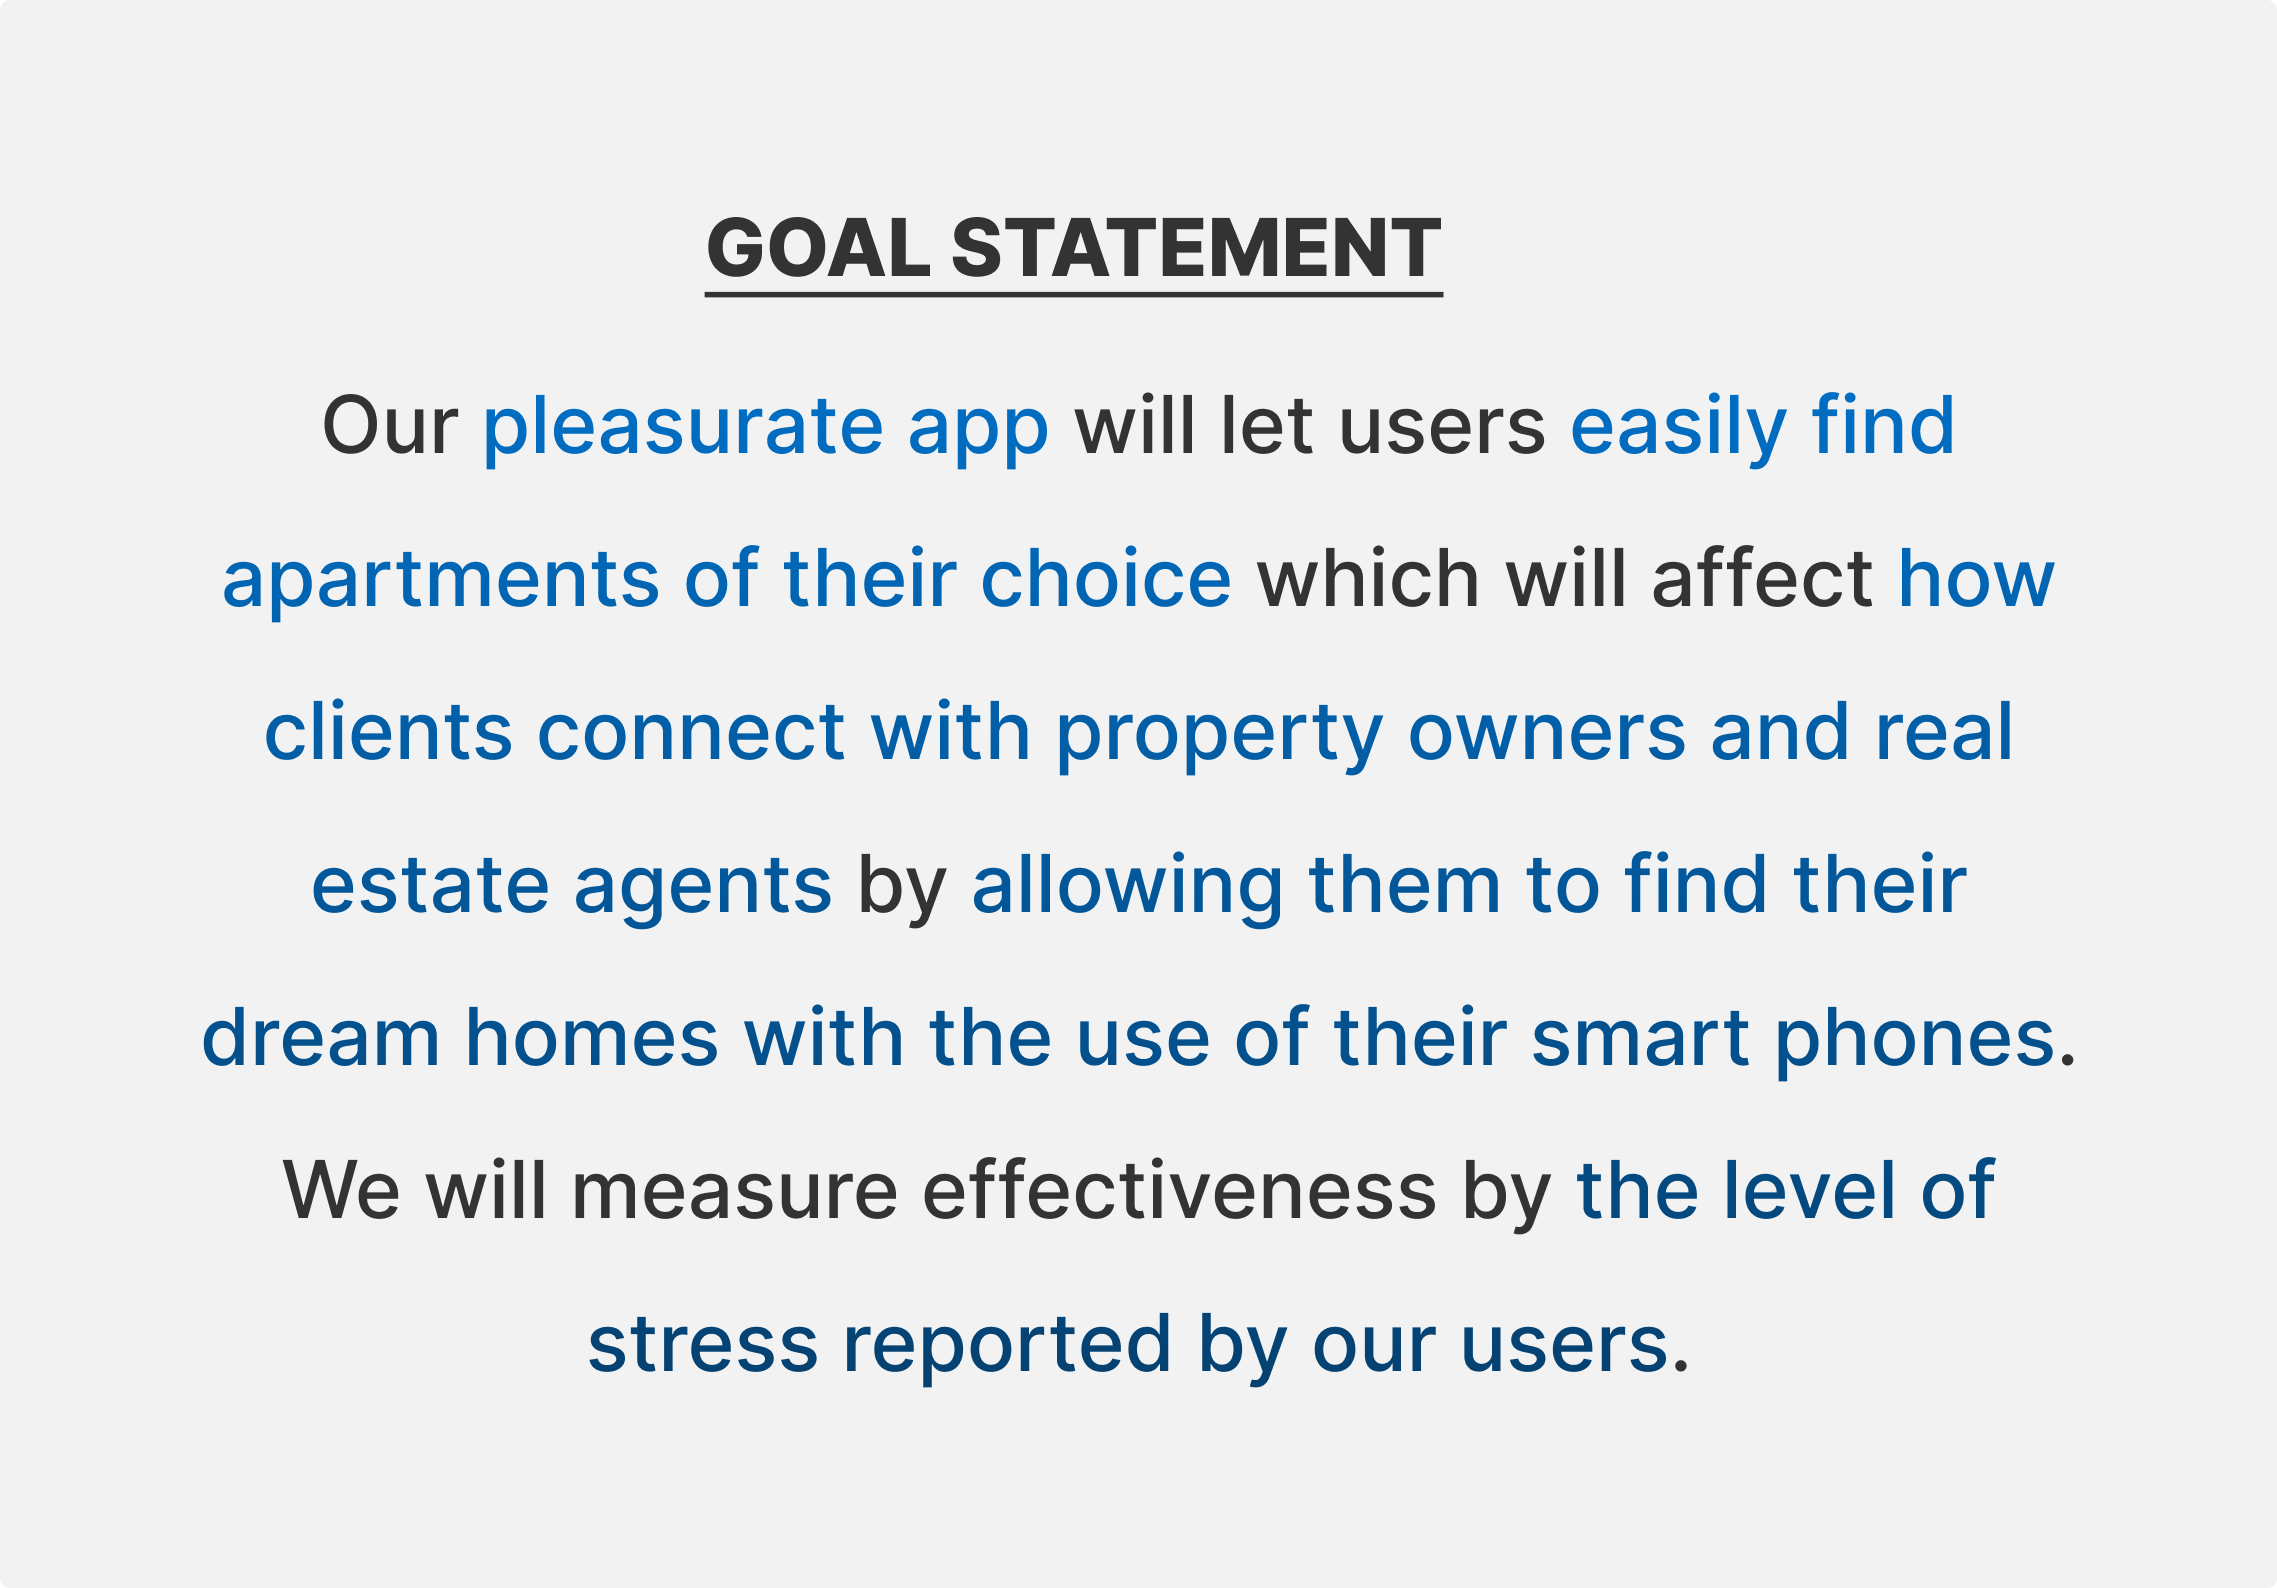 GOAL STATEMENT
Our pleasurate app will let users easily find
apartments of their choice which will affect how
clients connect with property owners and real
estate agents by allowing them to find their
dream homes with the use of their smart phones.
We will measure effectiveness by the level of
stress reported by our users.